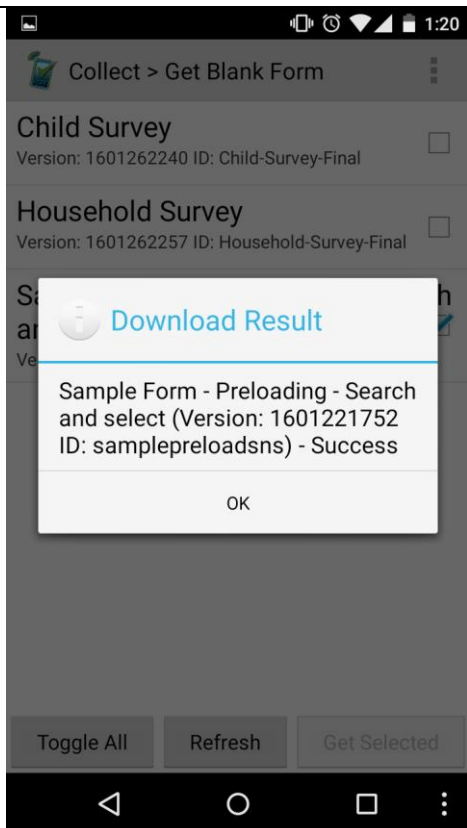 1:20
Collect > Get Blank Form
Child Survey
Version: 1601262240 ID: Child-Survey-Final
Household Survey
Version: 1601262257 ID: Household-Survey-Final
Download Result
Sample Form - Preloading - Search
and select (Version: 1601221752
ID: samplepreloadsns) - Success
OK
Toggle All
Refresh
Get Selected